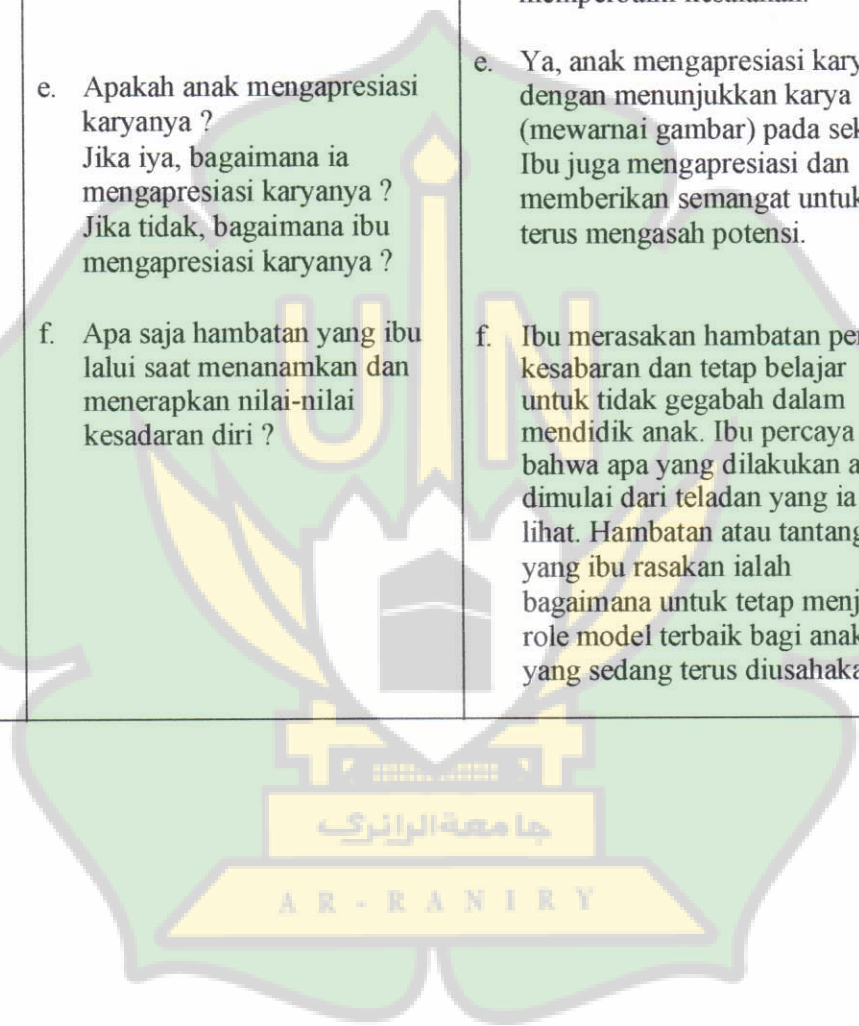 e. Apakah anak mengapresiasi
karyanya ?
Jika iya, bagaimana ia
mengapresiasi karyanya ?
Jika tidak, bagaimana ibu
mengapresiasi karyanya ?
f. Apa saja hambatan yang ibu
lalui saat menanamkan dan
menerapkan nilai-nilai
kesadaran diri ?
e. Ya, anak mengapresiasi
dengan menunjukkan karya
(mewarnai gambar) pada
Ibu juga mengapresiasi dan
memberikan semangat
terus mengasah potensi.
f. Ibu merasakan hambatan
kesabaran dan tetap belajar
untuk tidak gegabah dalam
mendidik anak. Ibu percaya
bahwa apa yang dilakukan
dimulai dari teladan yang ia
lihat. Hambatan atau
yang ibu rasakan ialah
bagaimana untuk tetap
role model terbaik bagi
yang sedang terus
UIN
جامعة الرانري
AR-RANIRY